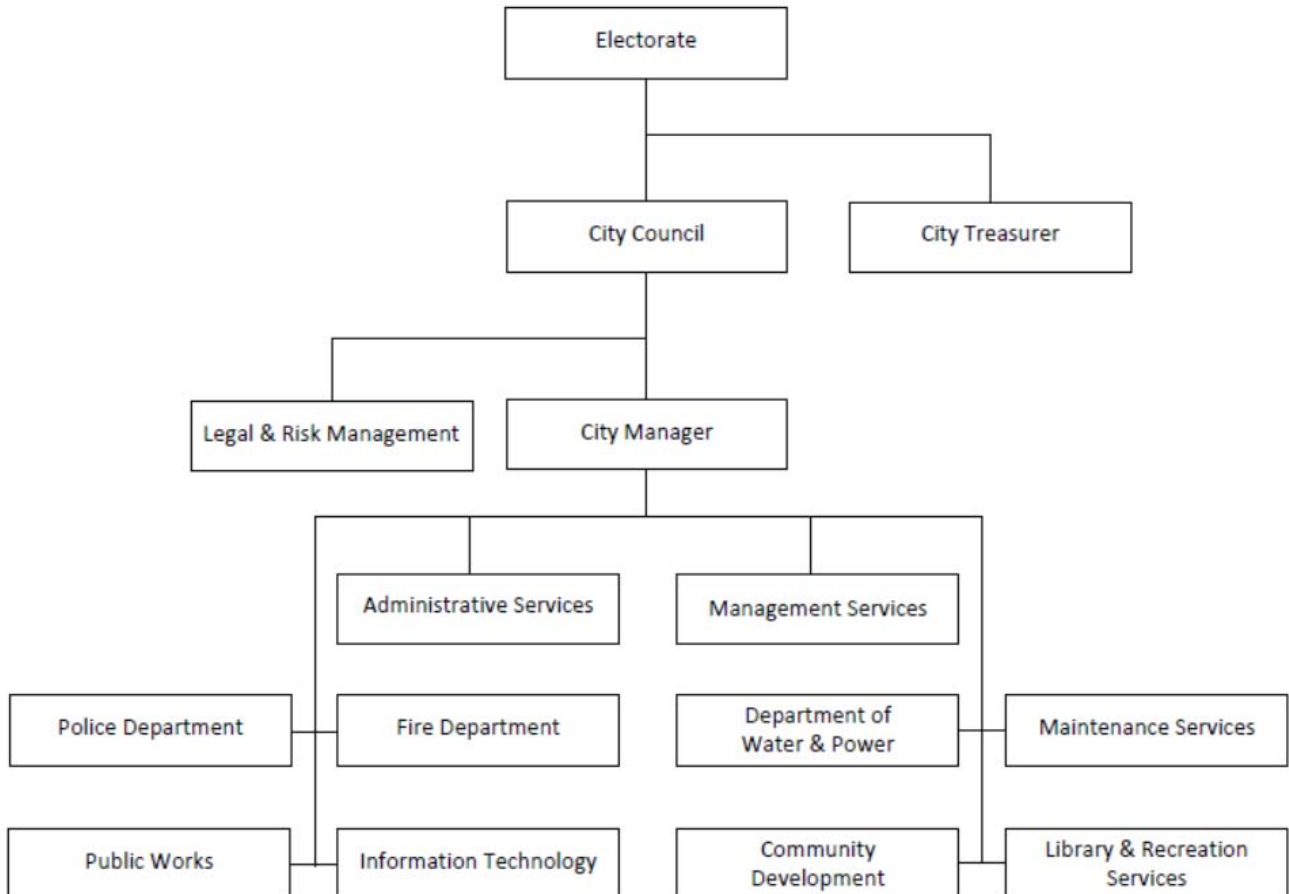 Electorate
City Council
City Treasurer
Legal & Risk Management
City Manager
Administrative Services
Management Services
Police Department
Fire Department
Department of
Water & Power
Maintenance Services
Public Works
Information Technology
Community
Development
Library & Recreation
Services